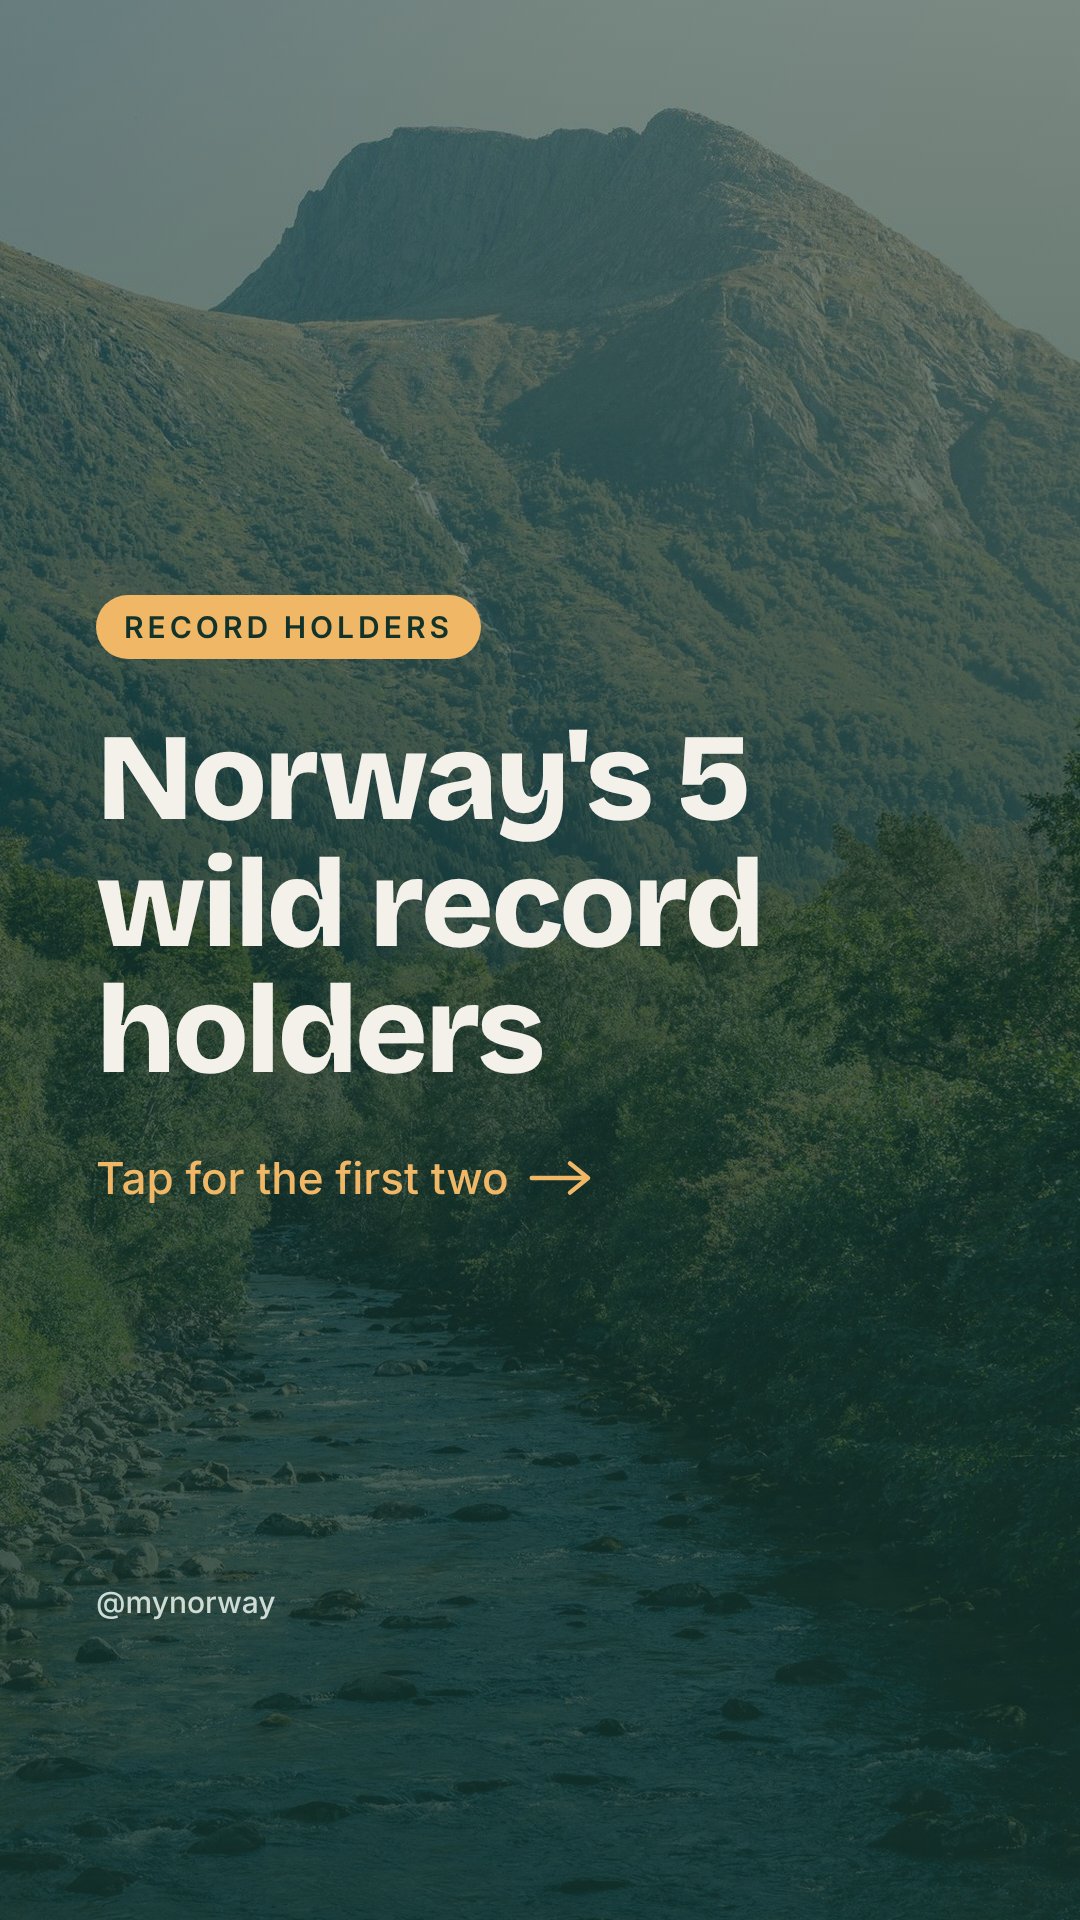 RECORD HOLDERS
Norway's 5
wild record
holders
Tap for the first two →
@mynorway